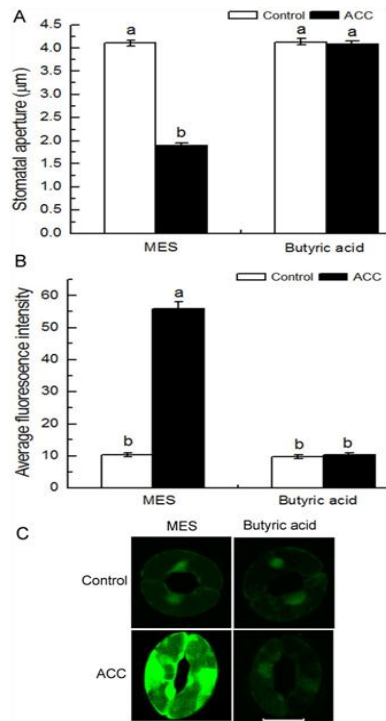 A
Control ACC
Stomatal aperture (μm)
4.5
4.0
3.5
3.0
2.5
2.0
1.5
1.0
0.5
0.0
a
b
a
a
MES
Butyric acid
B
Control ACC
Average fluorosence intensity
60
50
40
30
20
10
0
b
a
b
b
MES
Butyric acid
C
MES Butyric acid
Control
ACC